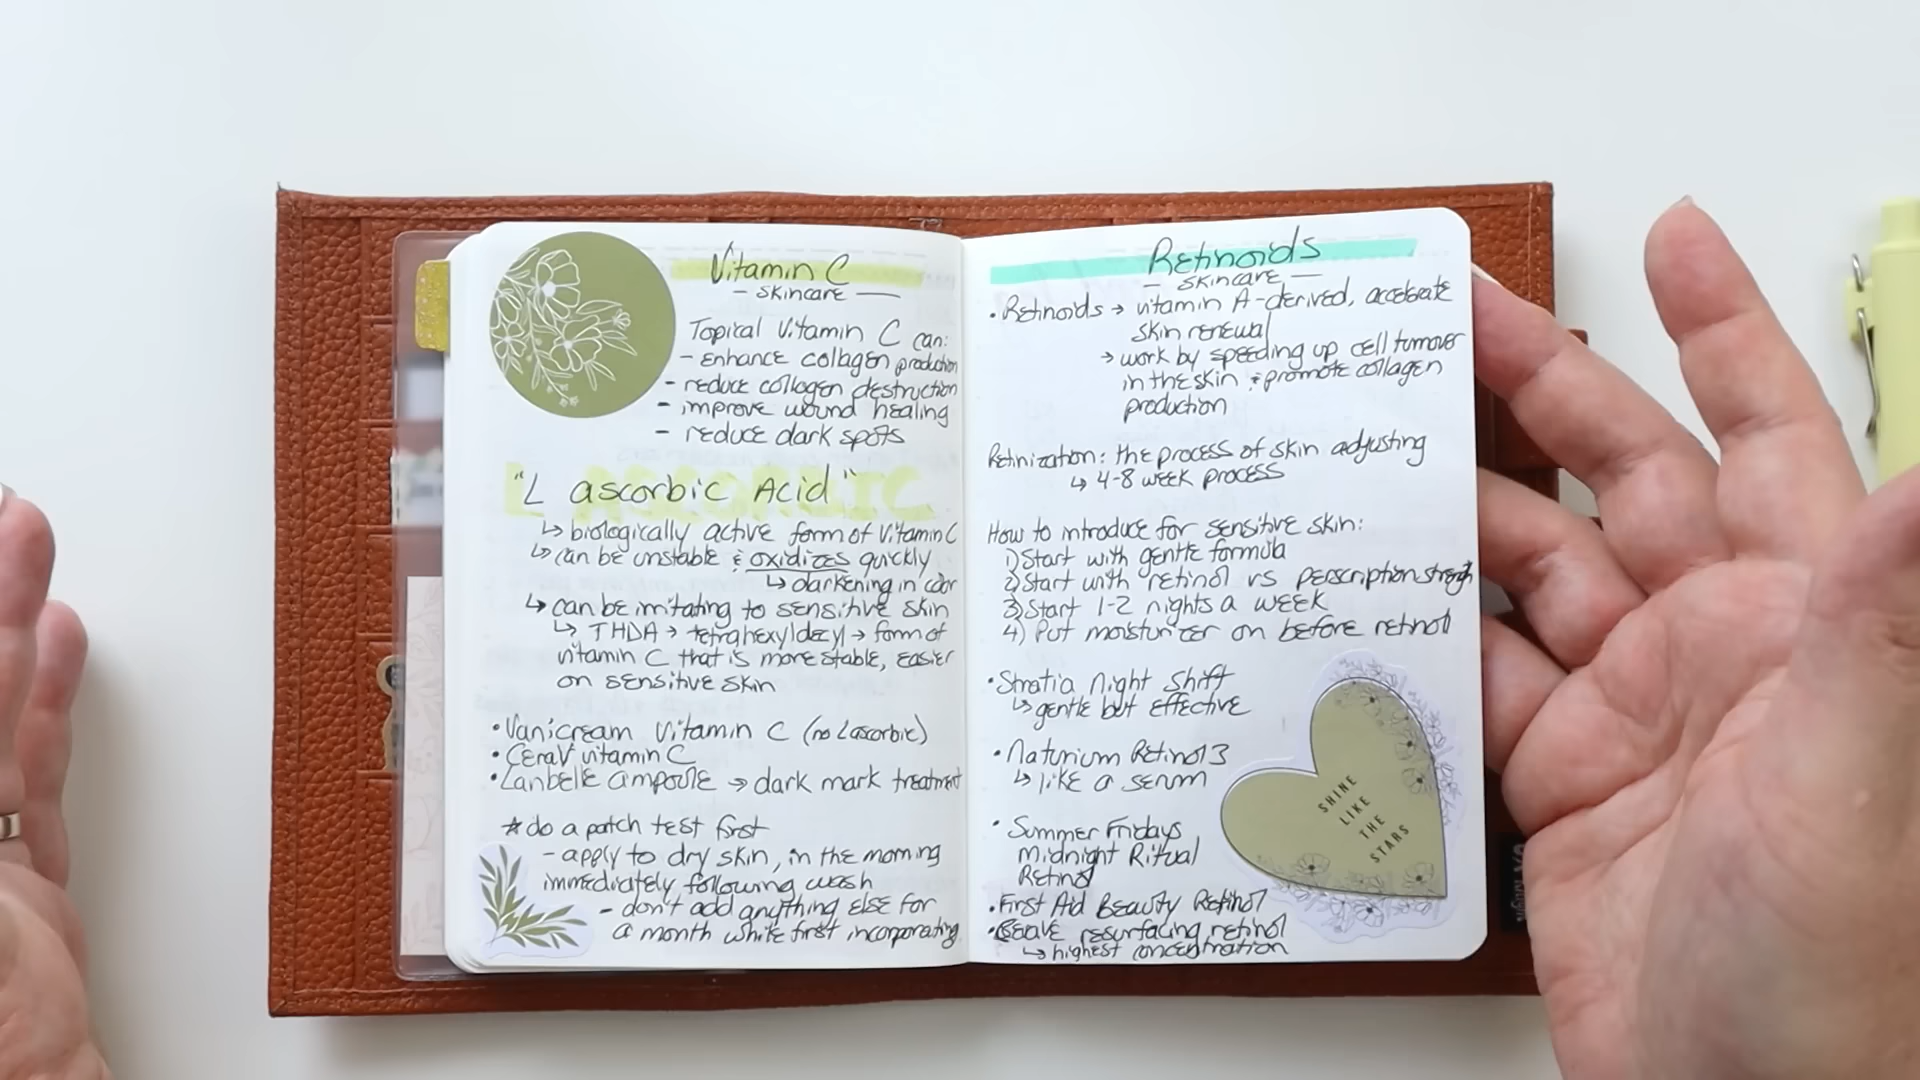 Vitamin C
- skincare -
Topical Vitamin C can:
- enhance collagen production
- reduce collagen destruction
- improve wound healing
- reduce dark spots
L ASCORBIC
"L ascorbic Acid"
↳ biologically active form of Vitamin C
↳ can be unstable & oxidizes quickly
↳ darkening in color
↳ can be irritating to sensitive skin
↳ THDA → tetrahexyldecyl → form of
vitamin C that is more stable, easier
on sensitive skin
• Vanicream Vitamin C (no Lascorbic)
• CeraV vitamin C
• Lanbelle ampoule → dark mark treatment
☆ do a patch test first
- apply to dry skin, in the morning
immediately following wash
- don't add anything else for
a month while first incorporating
Retinoids
- skincare -
• Retinoids → vitamin A-derived, accelerate
skin renewal
→ work by speeding up cell turnover
in the skin & promote collagen
production
Retinization: the process of skin adjusting
↳ 4-8 week process
How to introduce for sensitive skin:
1) Start with gentle formula
2) Start with retinol vs perscription strength
3) Start 1-2 nights a week
4) Put moisturizer on before retinol
• Stratia Night Shift
↳ gentle but effective
• Naturium Retinol 3
↳ like a serum
• Summer Fridays
Midnight Ritual
Retinol
• First Aid Beauty Retinol
• resurfacing retinol
↳ highest concentration
SHINE
LIKE
THE
STARS